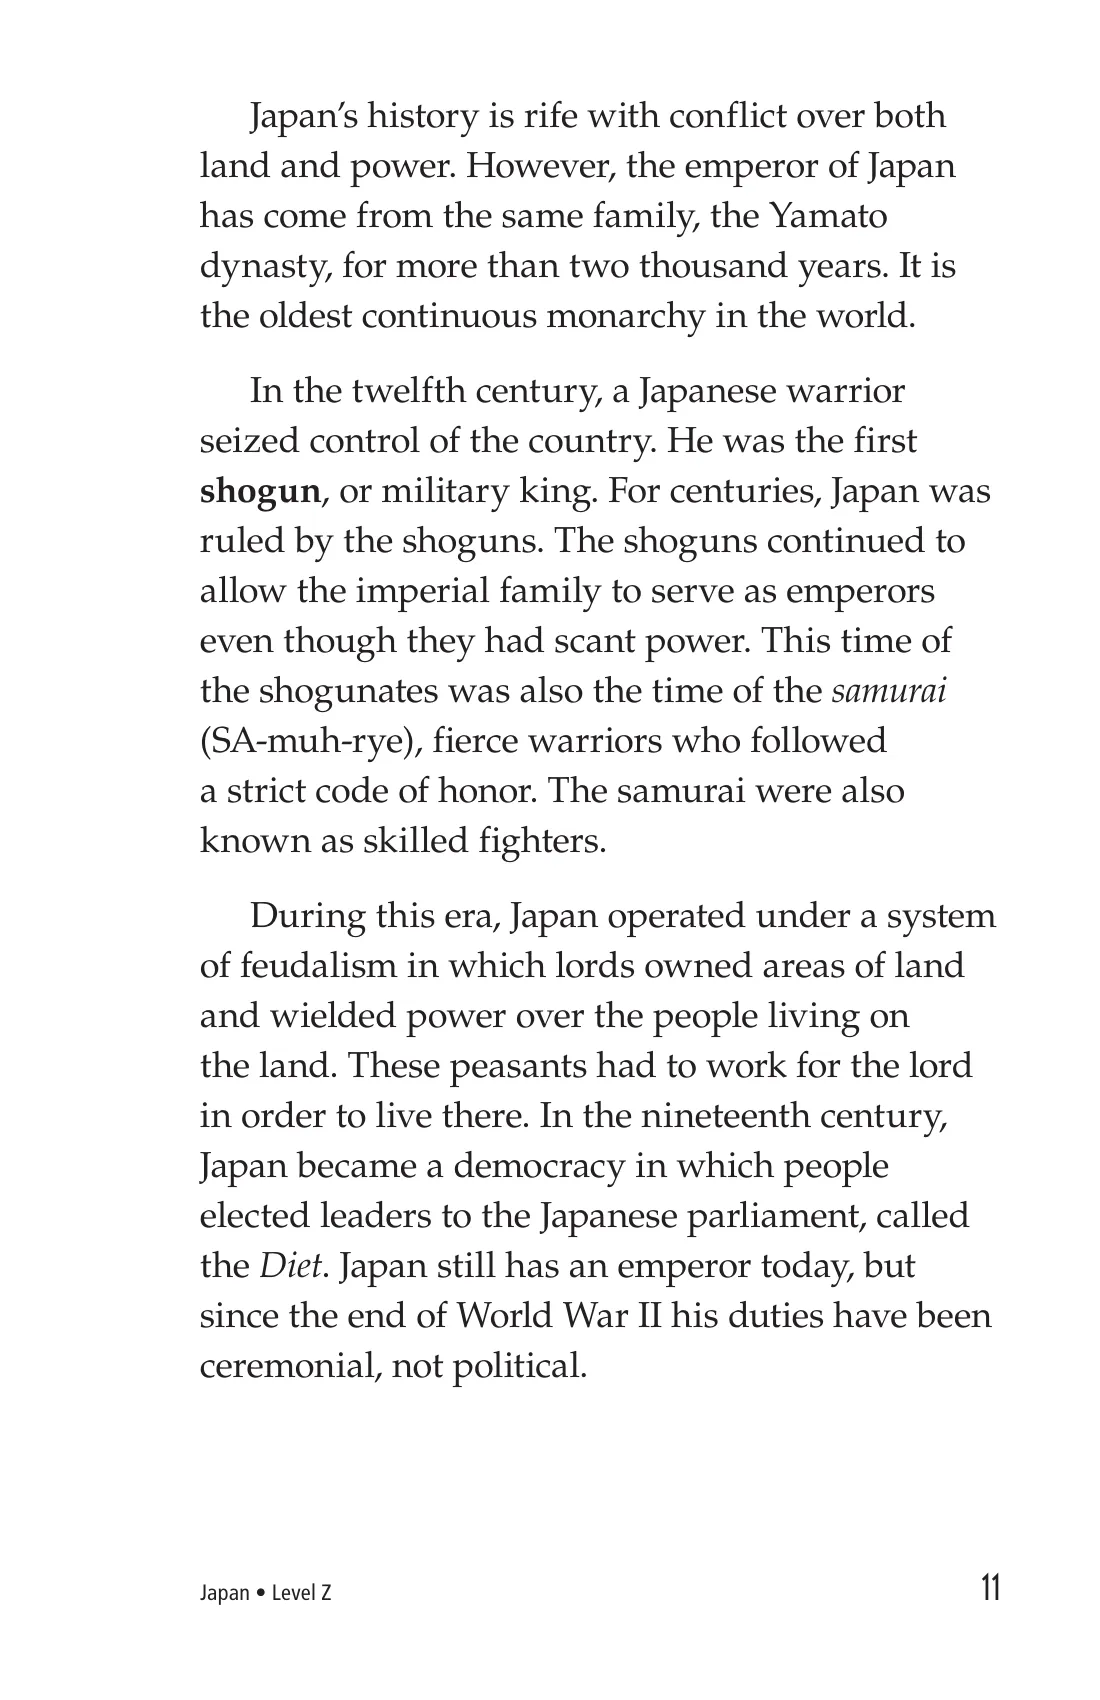 Japan’s history is rife with conflict over both
land and power. However, the emperor of Japan
has come from the same family, the Yamato
dynasty, for more than two thousand years. It is
the oldest continuous monarchy in the world.
In the twelfth century, a Japanese warrior
seized control of the country. He was the first
shogun, or military king. For centuries, Japan was
ruled by the shoguns. The shoguns continued to
allow the imperial family to serve as emperors
even though they had scant power. This time of
the shogunates was also the time of the samurai
(SA-muh-rye), fierce warriors who followed
a strict code of honor. The samurai were also
known as skilled fighters.
During this era, Japan operated under a system
of feudalism in which lords owned areas of land
and wielded power over the people living on
the land. These peasants had to work for the lord
in order to live there. In the nineteenth century,
Japan became a democracy in which people
elected leaders to the Japanese parliament, called
the Diet. Japan still has an emperor today, but
since the end of World War II his duties have been
ceremonial, not political.
Japan • Level Z 11